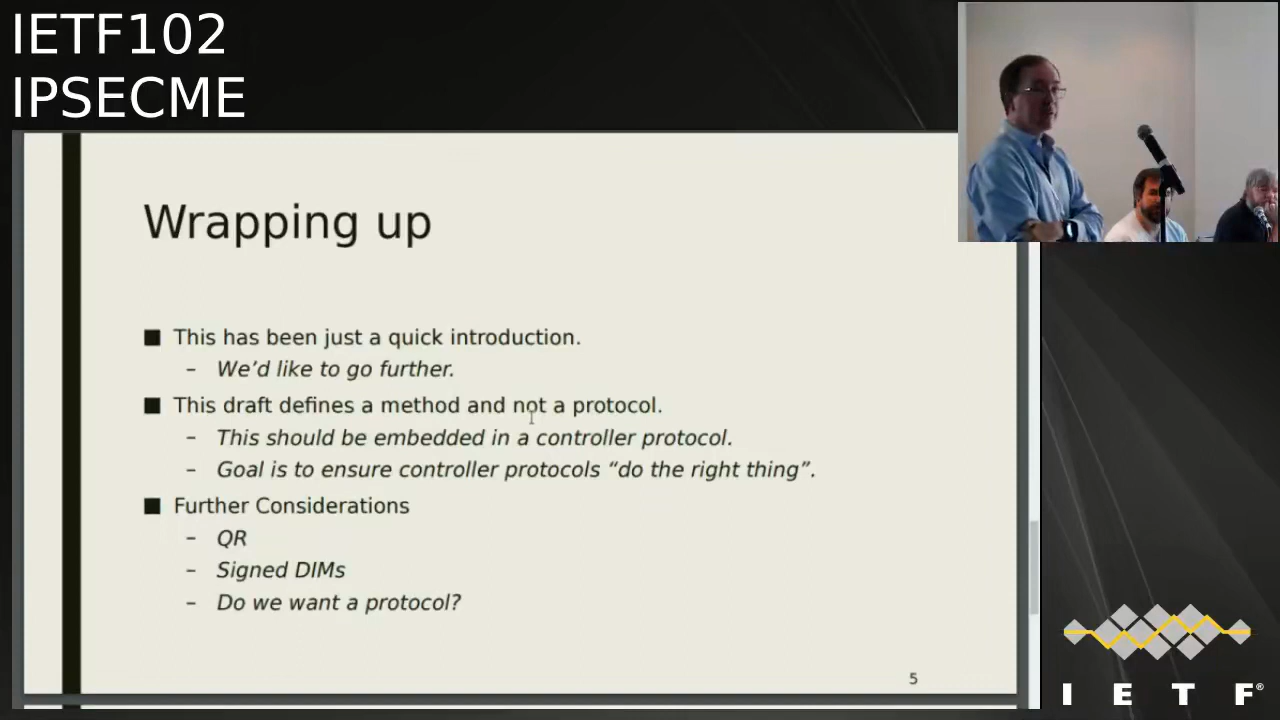 IETF102
IPSECME
Wrapping up
■ This has been just a quick introduction.
– We’d like to go further.
■ This draft defines a method and not a protocol.
– This should be embedded in a controller protocol.
– Goal is to ensure controller protocols “do the right thing”.
■ Further Considerations
– QR
– Signed DIMs
– Do we want a protocol?
5
I E T F®